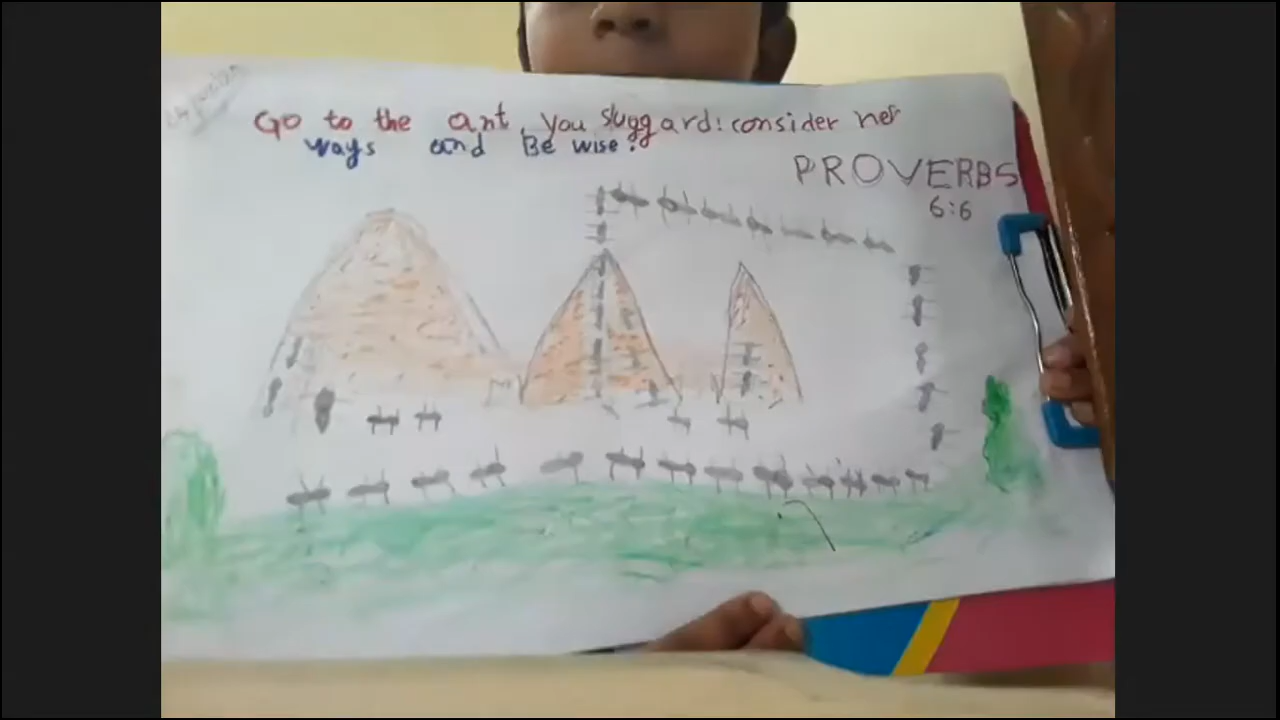 Go to the ant, you sluggard: consider her
ways and Be wise:
PROVERBS
6:6